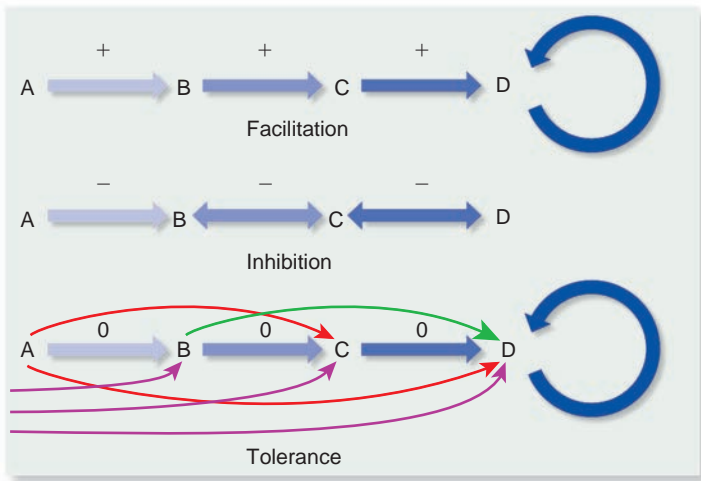 + + +
A B C D
Facilitation
− − −
A B C D
Inhibition
0 0 0
A B C D
Tolerance